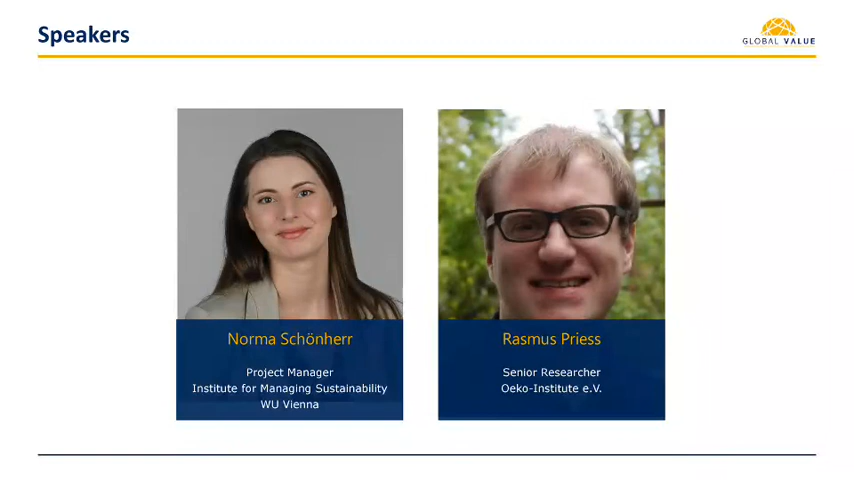 Speakers
GLOBAL VALUE
Norma Schönherr
Project Manager
Institute for Managing Sustainability
WU Vienna
Rasmus Priess
Senior Researcher
Oeko-Institute e.V.